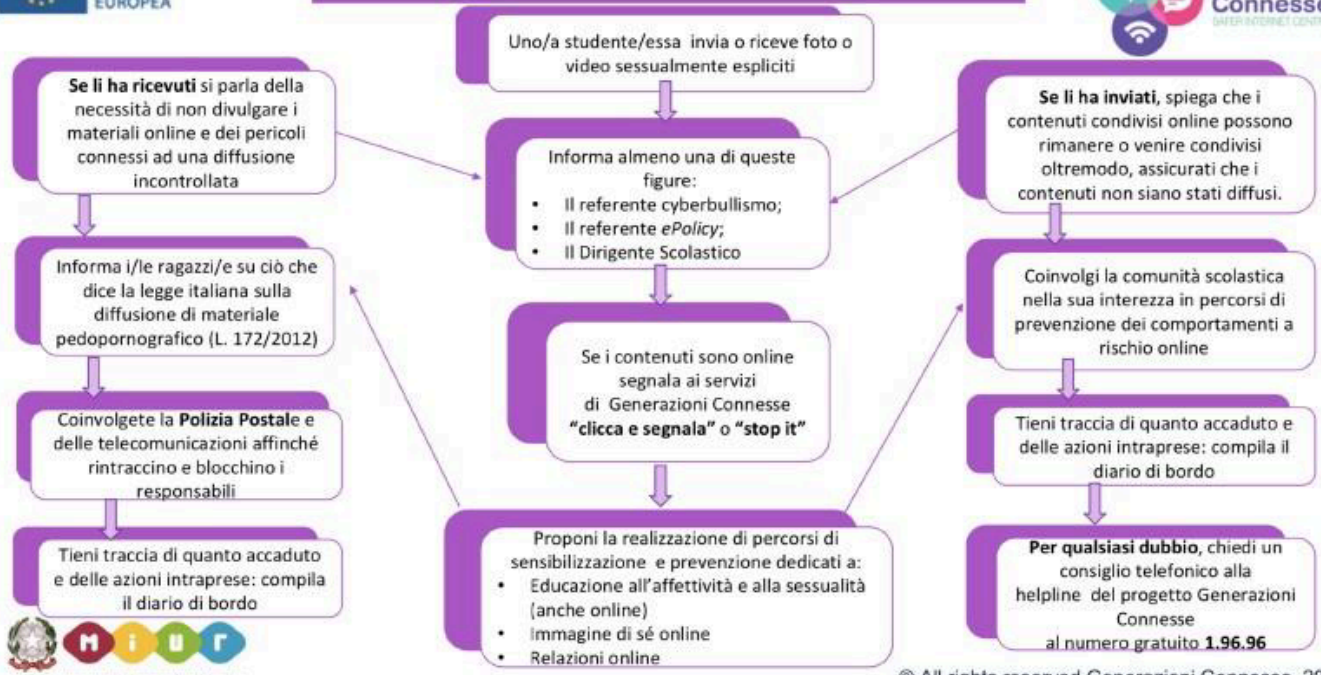 EUROPEA
Connesse
SAFER INTERNET CENTR
Uno/a studente/essa invia o riceve foto o
video sessualmente espliciti
Se li ha ricevuti si parla della
necessità di non divulgare i
materiali online e dei pericoli
connessi ad una diffusione
incontrollata
Informa almeno una di queste
figure:
• Il referente cyberbullismo;
• Il referente ePolicy;
• Il Dirigente Scolastico
Se li ha inviati, spiega che i
contenuti condivisi online possono
rimanere o venire condivisi
oltremodo, assicurati che i
contenuti non siano stati diffusi.
Informa i/le ragazzi/e su ciò che
dice la legge italiana sulla
diffusione di materiale
pedopornografico (L. 172/2012)
Se i contenuti sono online
segnala ai servizi
di Generazioni Connesse
“clicca e segnala” o “stop it”
Coinvolgi la comunità scolastica
nella sua interezza in percorsi di
prevenzione dei comportamenti a
rischio online
Coinvolgete la Polizia Postale e
delle telecomunicazioni affinché
rintraccino e blocchino i
responsabili
Tieni traccia di quanto accaduto e
delle azioni intraprese: compila il
diario di bordo
Tieni traccia di quanto accaduto
e delle azioni intraprese: compila
il diario di bordo
Proponi la realizzazione di percorsi di
sensibilizzazione e prevenzione dedicati a:
• Educazione all’affettività e alla sessualità
(anche online)
• Immagine di sé online
• Relazioni online
Per qualsiasi dubbio, chiedi un
consiglio telefonico alla
helpline del progetto Generazioni
Connesse
al numero gratuito 1.96.96
MiUr
© All rights reserved Generazioni Connesse